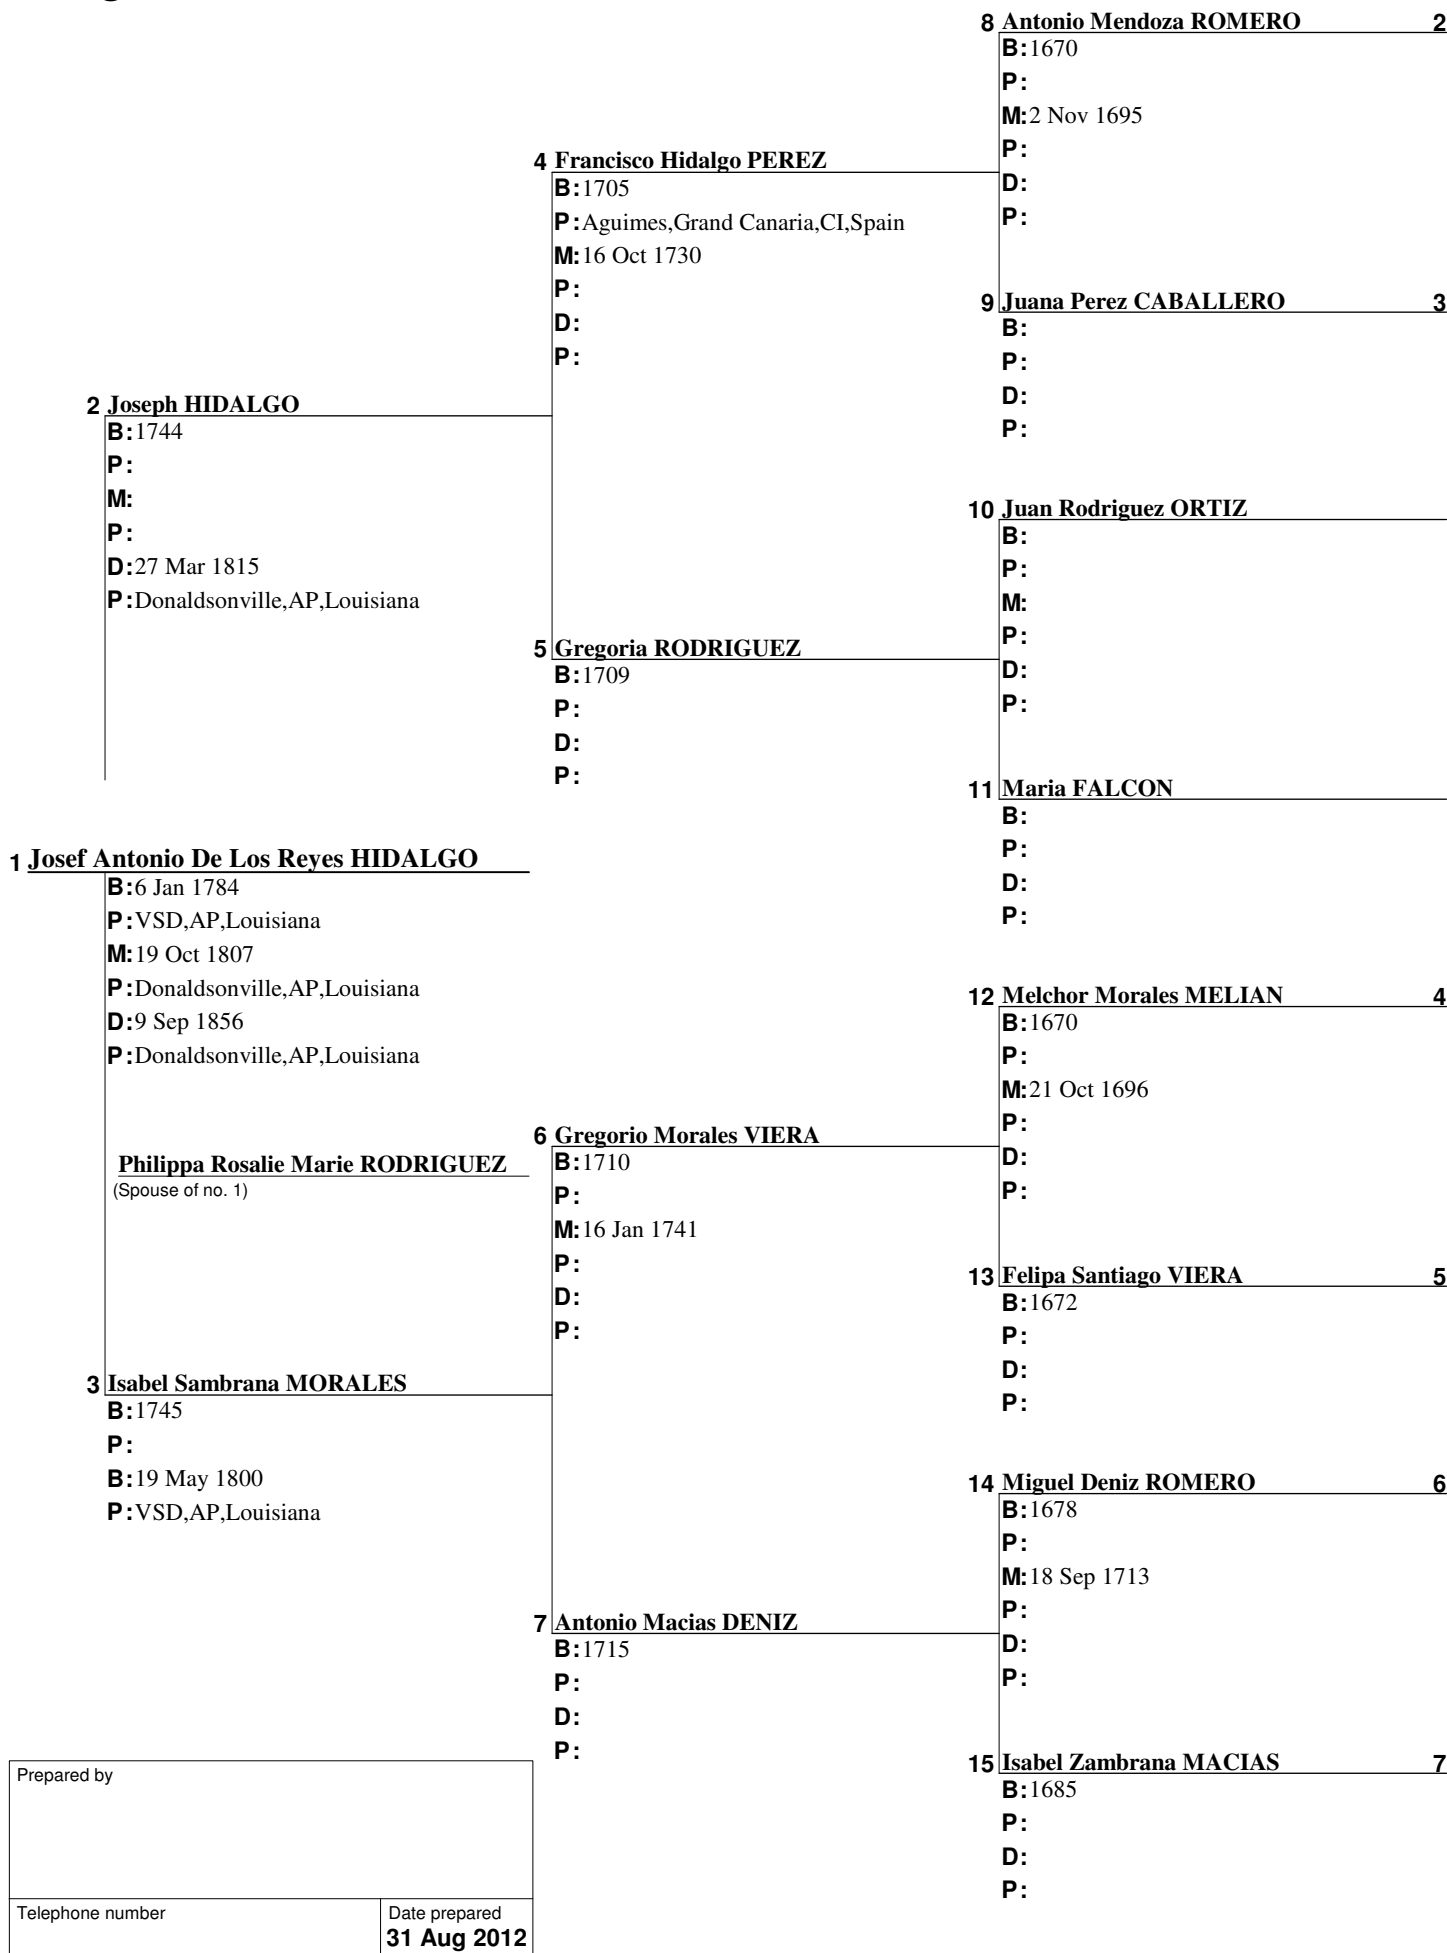 8 Antonio Mendoza ROMERO 2
B:1670
P:
M:2 Nov 1695
P:
D:
P:
4 Francisco Hidalgo PEREZ
B:1705
P:Aguimes,Grand Canaria,CI,Spain
M:16 Oct 1730
P:
D:
P:
9 Juana Perez CABALLERO 3
B:
P:
D:
P:
2 Joseph HIDALGO
B:1744
P:
M:
P:
D:27 Mar 1815
P:Donaldsonville,AP,Louisiana
10 Juan Rodriguez ORTIZ
B:
P:
M:
P:
D:
P:
5 Gregoria RODRIGUEZ
B:1709
P:
D:
P:
11 Maria FALCON
B:
P:
D:
P:
1 Josef Antonio De Los Reyes HIDALGO
B:6 Jan 1784
P:VSD,AP,Louisiana
M:19 Oct 1807
P:Donaldsonville,AP,Louisiana
D:9 Sep 1856
P:Donaldsonville,AP,Louisiana
Philippa Rosalie Marie RODRIGUEZ
(Spouse of no. 1)
12 Melchor Morales MELIAN 4
B:1670
P:
M:21 Oct 1696
P:
D:
P:
6 Gregorio Morales VIERA
B:1710
P:
M:16 Jan 1741
P:
D:
P:
13 Felipa Santiago VIERA 5
B:1672
P:
D:
P:
3 Isabel Sambrana MORALES
B:1745
P:
B:19 May 1800
P:VSD,AP,Louisiana
14 Miguel Deniz ROMERO 6
B:1678
P:
M:18 Sep 1713
P:
D:
P:
7 Antonio Macias DENIZ
B:1715
P:
D:
P:
15 Isabel Zambrana MACIAS 7
B:1685
P:
D:
P:
Prepared by
Telephone number
Date prepared
31 Aug 2012